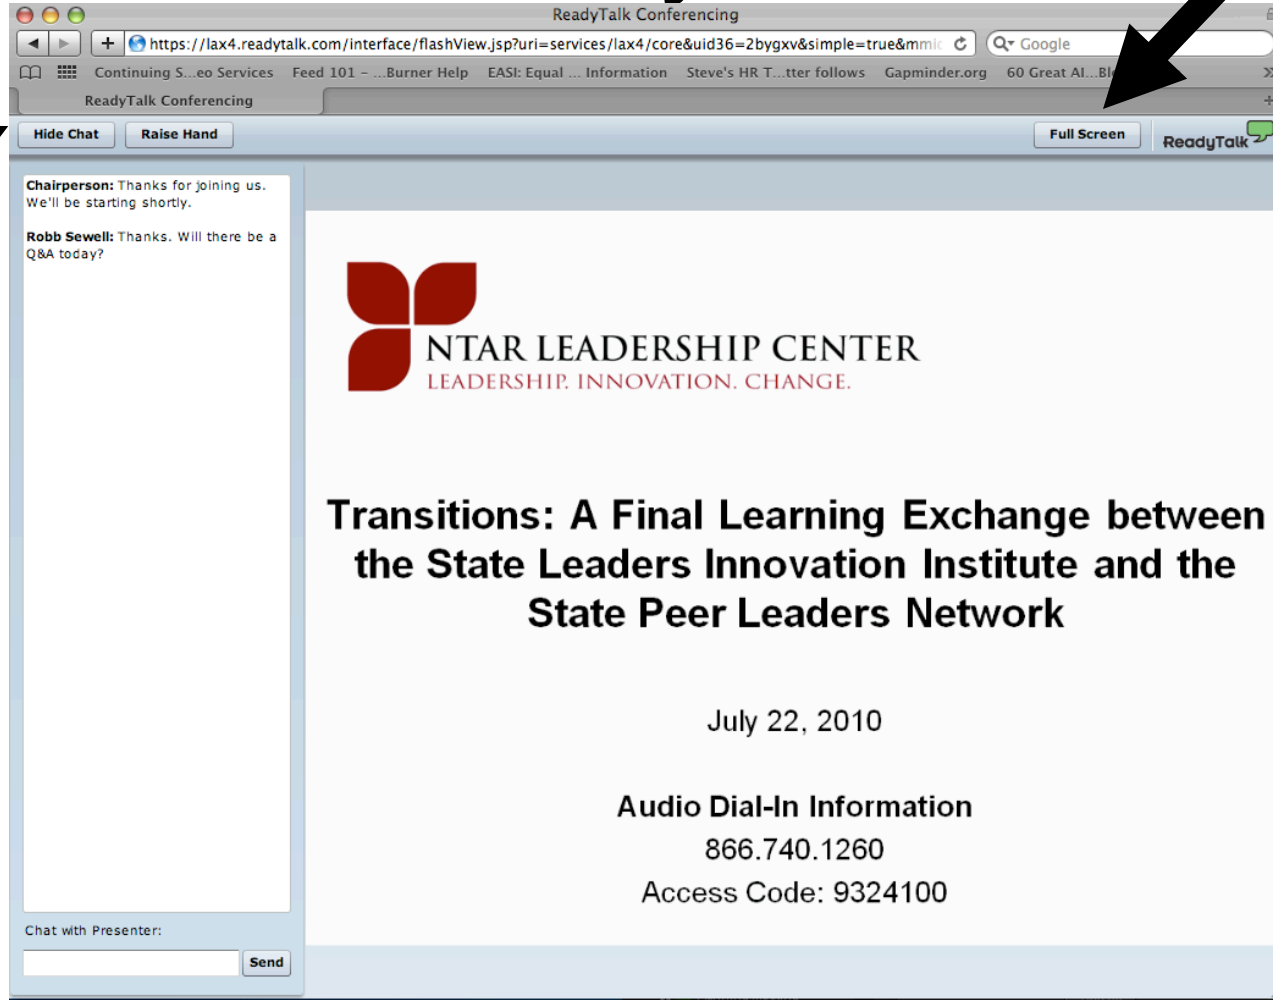 ReadyTalk Conferencing
https://lax4.readytalk.com/interface/flashView.jsp?uri=services/lax4/core&uid36=2bygxv&simple=true&mmi
Google
Continuing S...eo Services Feed 101 - ...Burner Help EASI: Equal ... Information Steve's HR T...tter follows Gapminder.org 60 Great Al...
ReadyTalk Conferencing
Hide Chat Raise Hand Full Screen ReadyTalk
Chairperson: Thanks for joining us.
We'll be starting shortly.
Robb Sewell: Thanks. Will there be a
Q&A today?
NTAR LEADERSHIP CENTER
LEADERSHIP. INNOVATION. CHANGE.
Transitions: A Final Learning Exchange between
the State Leaders Innovation Institute and the
State Peer Leaders Network
July 22, 2010
Audio Dial-In Information
866.740.1260
Access Code: 9324100
Chat with Presenter:
Send